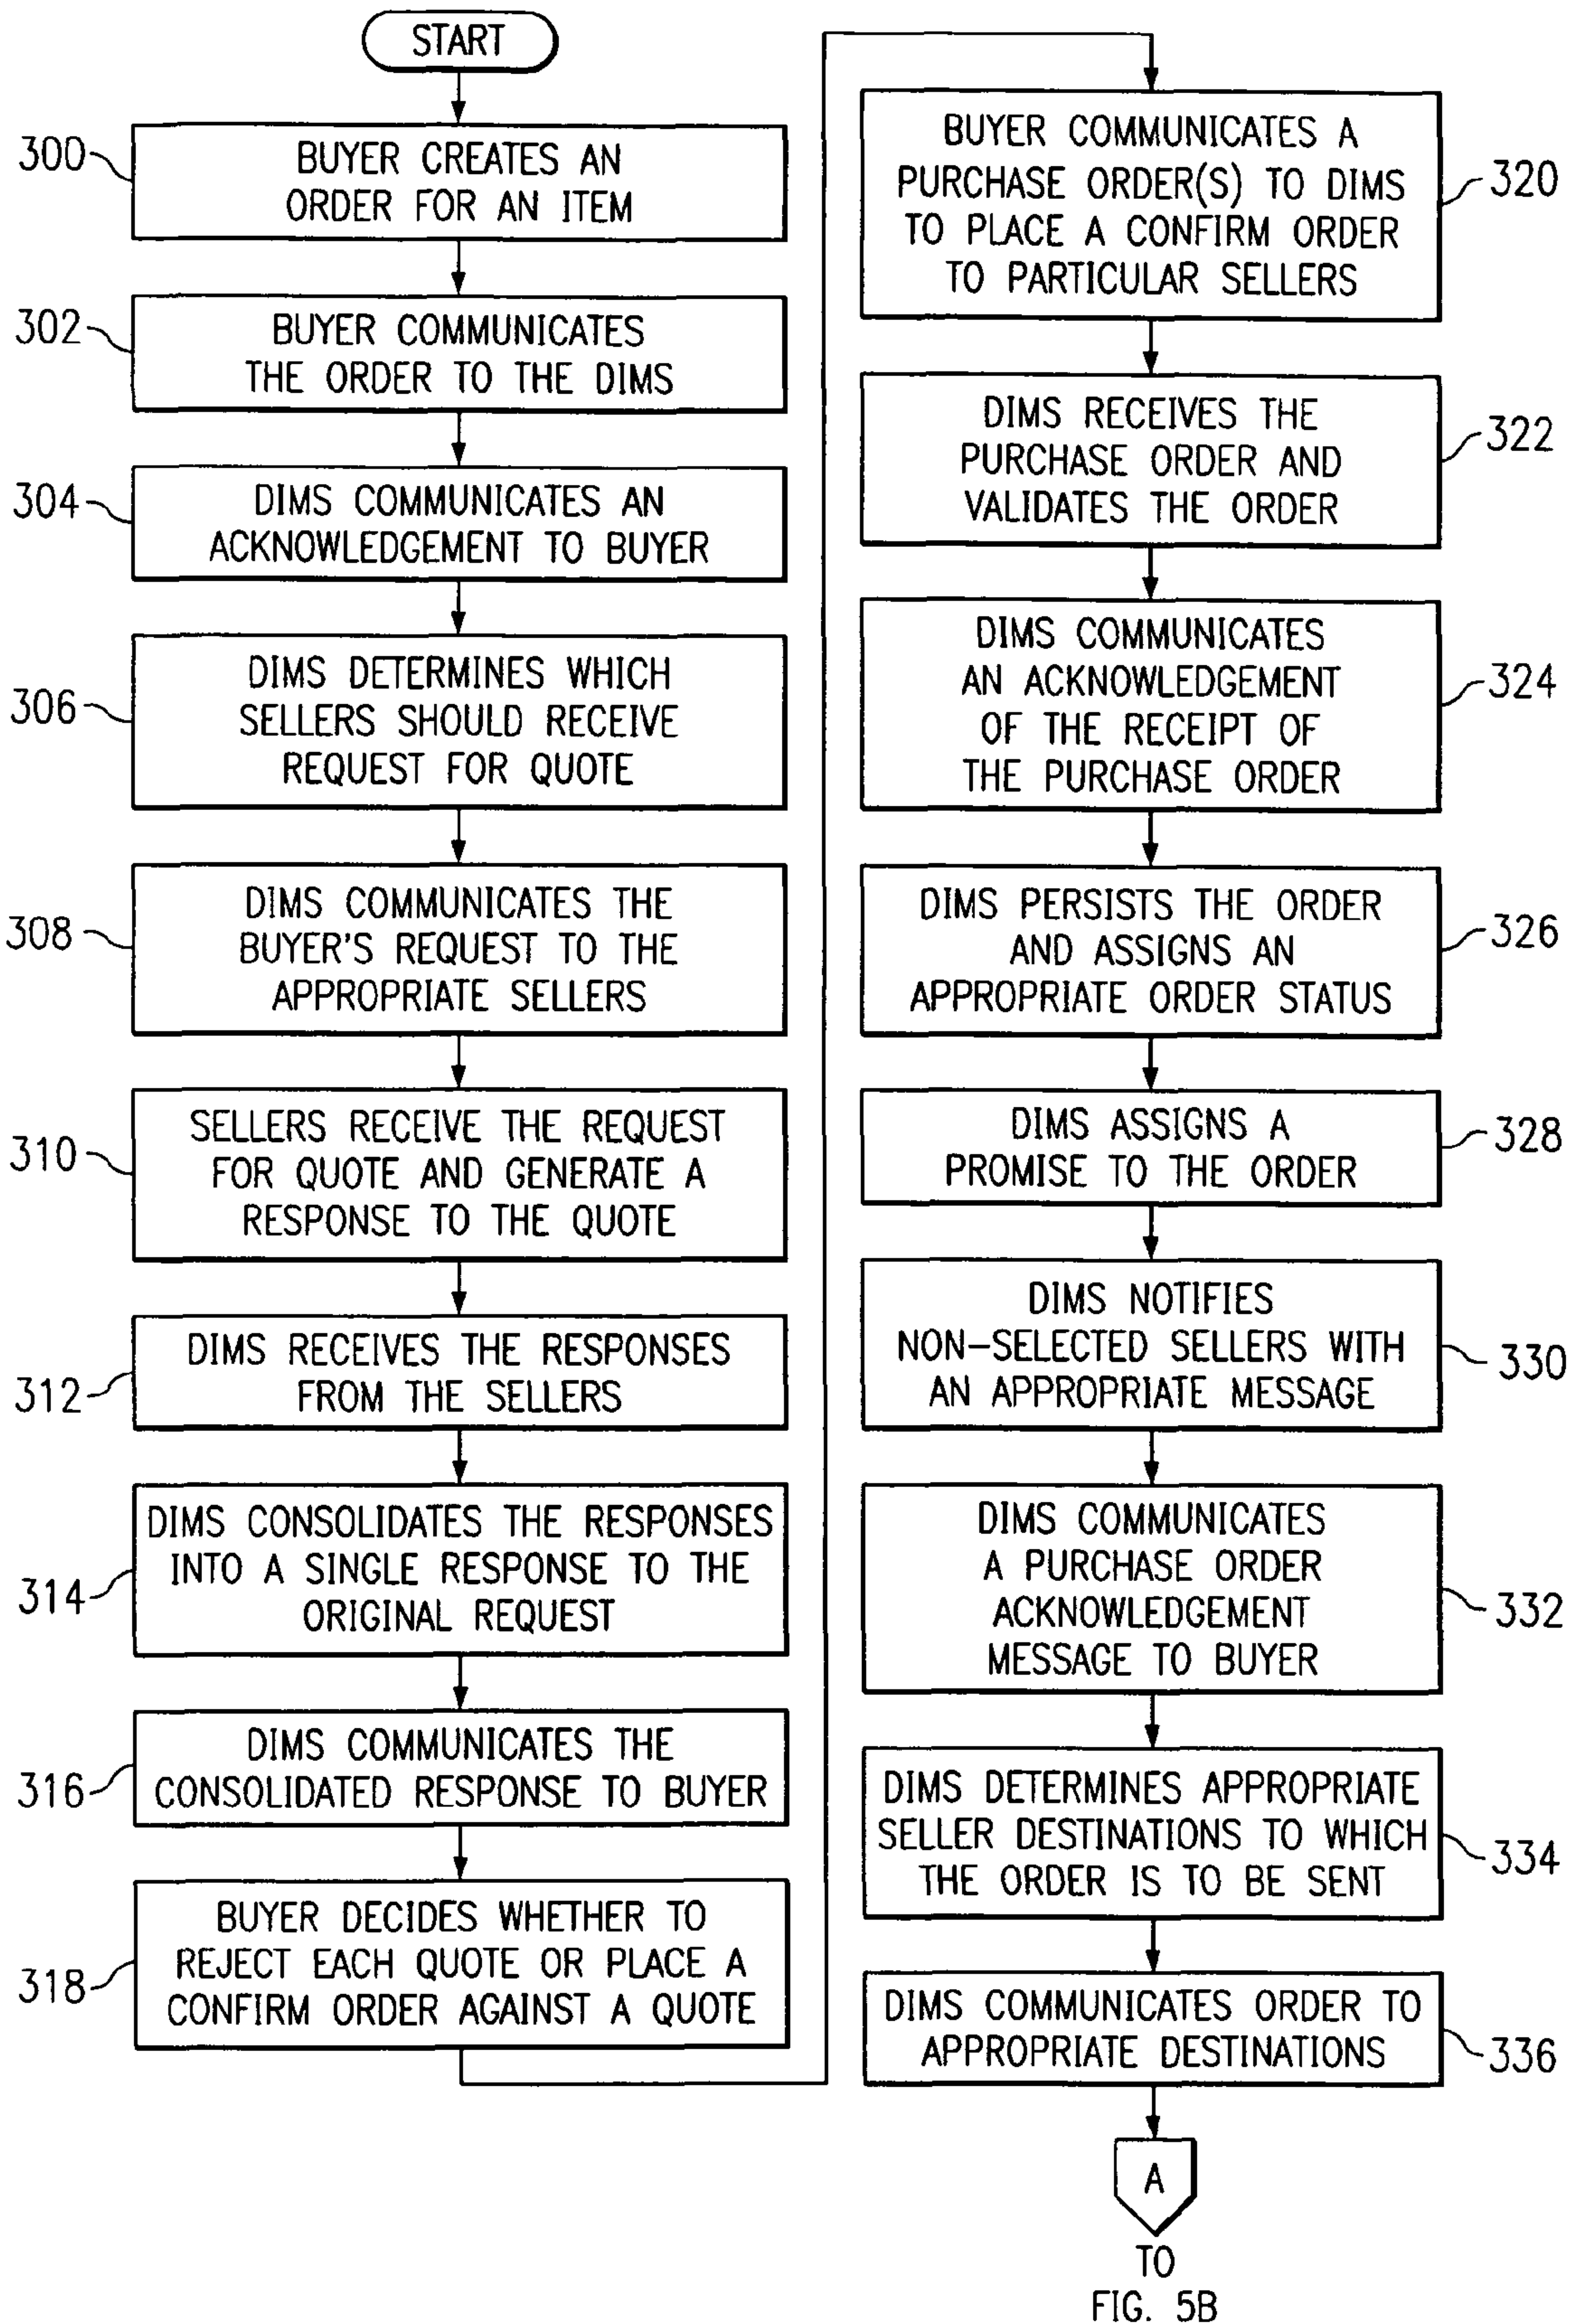 START
300
BUYER CREATES AN
ORDER FOR AN ITEM
302
BUYER COMMUNICATES
THE ORDER TO THE DIMS
304
DIMS COMMUNICATES AN
ACKNOWLEDGEMENT TO BUYER
306
DIMS DETERMINES WHICH
SELLERS SHOULD RECEIVE
REQUEST FOR QUOTE
308
DIMS COMMUNICATES THE
BUYER'S REQUEST TO THE
APPROPRIATE SELLERS
310
SELLERS RECEIVE THE REQUEST
FOR QUOTE AND GENERATE A
RESPONSE TO THE QUOTE
312
DIMS RECEIVES THE RESPONSES
FROM THE SELLERS
314
DIMS CONSOLIDATES THE RESPONSES
INTO A SINGLE RESPONSE TO THE
ORIGINAL REQUEST
316
DIMS COMMUNICATES THE
CONSOLIDATED RESPONSE TO BUYER
318
BUYER DECIDES WHETHER TO
REJECT EACH QUOTE OR PLACE A
CONFIRM ORDER AGAINST A QUOTE
BUYER COMMUNICATES A
PURCHASE ORDER(S) TO DIMS
TO PLACE A CONFIRM ORDER
TO PARTICULAR SELLERS
320
DIMS RECEIVES THE
PURCHASE ORDER AND
VALIDATES THE ORDER
322
DIMS COMMUNICATES
AN ACKNOWLEDGEMENT
OF THE RECEIPT OF
THE PURCHASE ORDER
324
DIMS PERSISTS THE ORDER
AND ASSIGNS AN
APPROPRIATE ORDER STATUS
326
DIMS ASSIGNS A
PROMISE TO THE ORDER
328
DIMS NOTIFIES
NON-SELECTED SELLERS WITH
AN APPROPRIATE MESSAGE
330
DIMS COMMUNICATES
A PURCHASE ORDER
ACKNOWLEDGEMENT
MESSAGE TO BUYER
332
DIMS DETERMINES APPROPRIATE
SELLER DESTINATIONS TO WHICH
THE ORDER IS TO BE SENT
334
DIMS COMMUNICATES ORDER TO
APPROPRIATE DESTINATIONS
336
A
TO
FIG. 5B